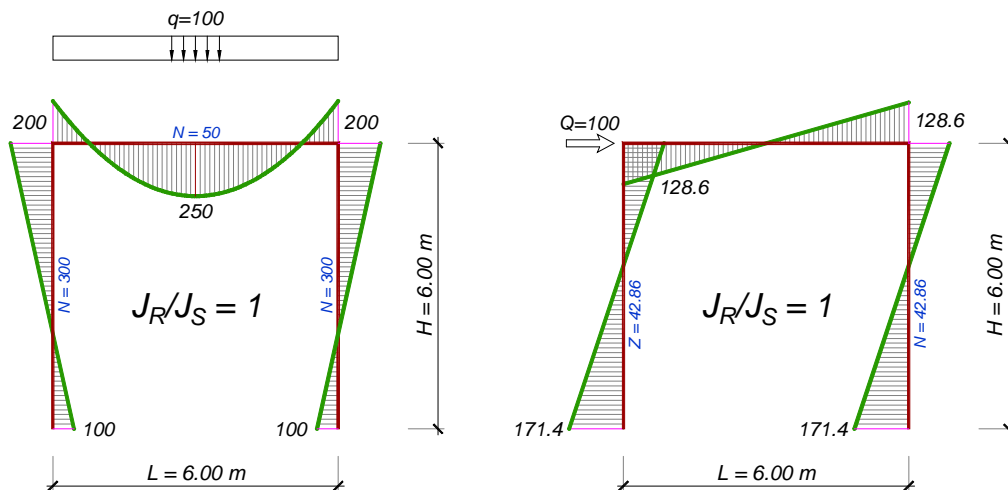 q=100
200
N = 50
200
250
N = 300
N = 300
J_R/J_S = 1
100
100
H = 6.00 m
L = 6.00 m
Q=100
128.6
128.6
Z = 42.86
N = 42.86
J_R/J_S = 1
171.4
171.4
H = 6.00 m
L = 6.00 m